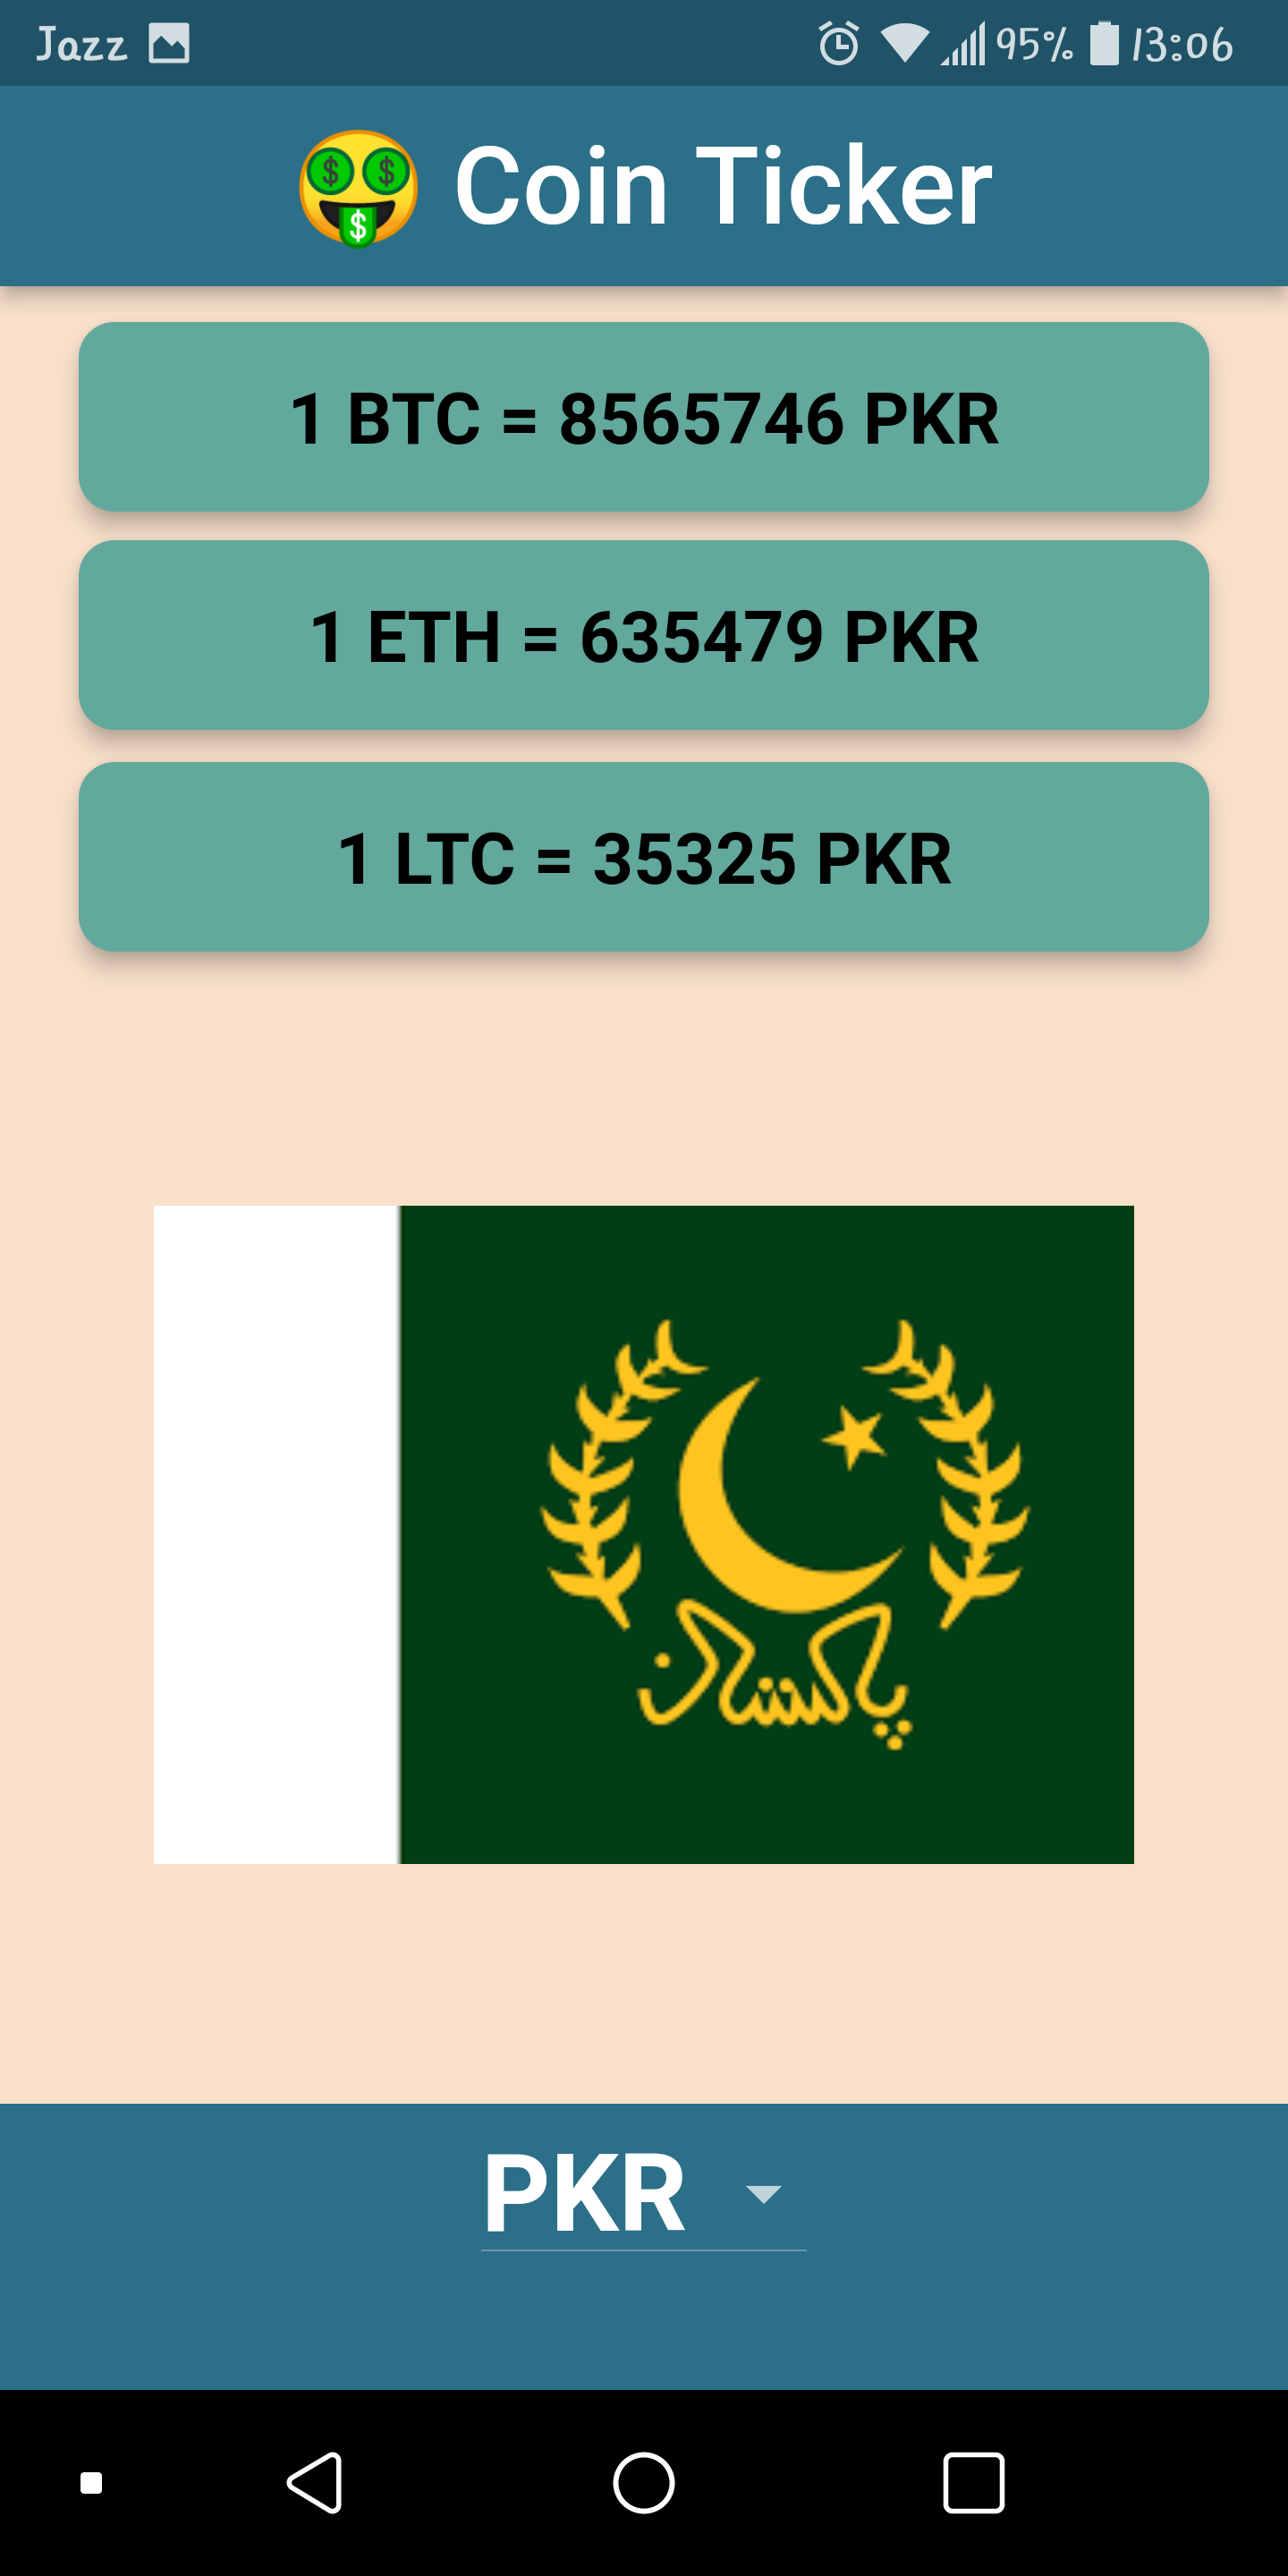 Jazz 95% 13:06
🤑 Coin Ticker
1 BTC = 8565746 PKR
1 ETH = 635479 PKR
1 LTC = 35325 PKR
پاکستان
PKR